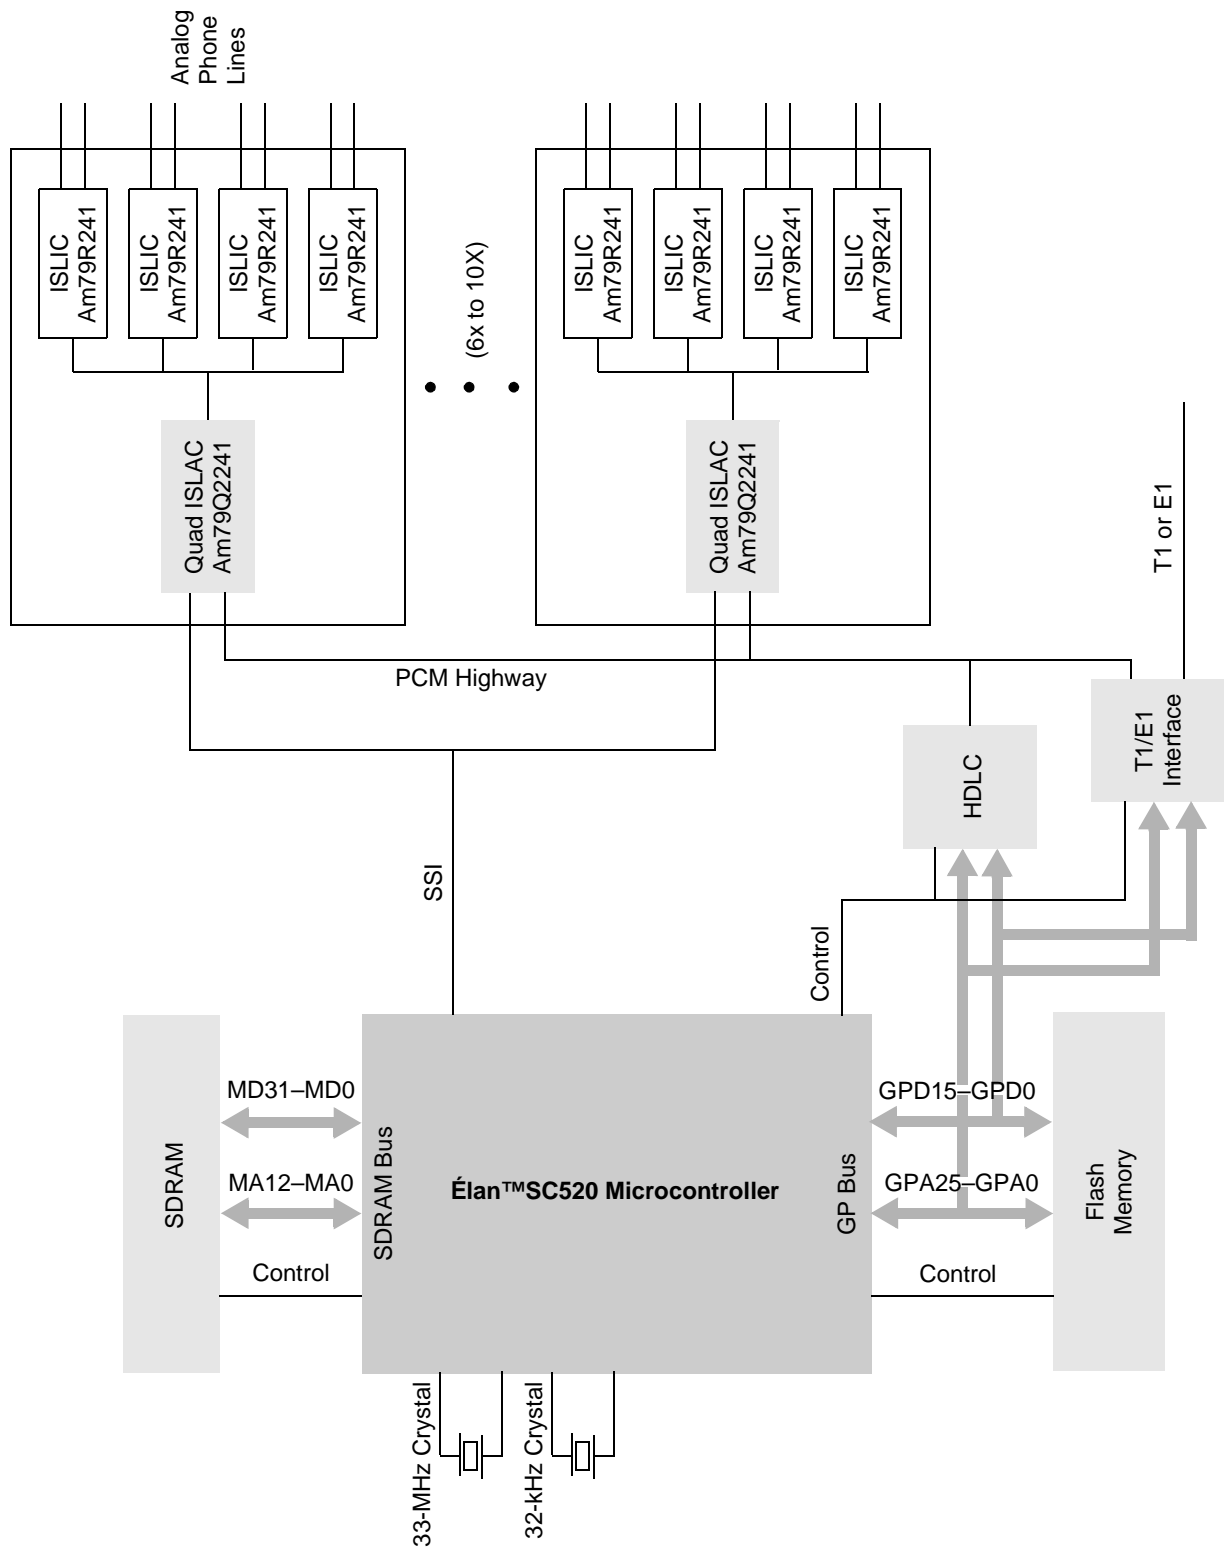 Analog
Phone
Lines
ISLIC
Am79R241
ISLIC
Am79R241
ISLIC
Am79R241
ISLIC
Am79R241
ISLIC
Am79R241
ISLIC
Am79R241
ISLIC
Am79R241
ISLIC
Am79R241
(6x to 10X)
Quad ISLAC
Am79Q2241
Quad ISLAC
Am79Q2241
T1 or E1
PCM Highway
T1/E1
Interface
HDLC
SSI
Control
MD31–MD0
GPD15–GPD0
SDRAM
SDRAM Bus
MA12–MA0
Élan™SC520 Microcontroller
GP Bus
GPA25–GPA0
Flash
Memory
Control
Control
33-MHz Crystal
32-kHz Crystal